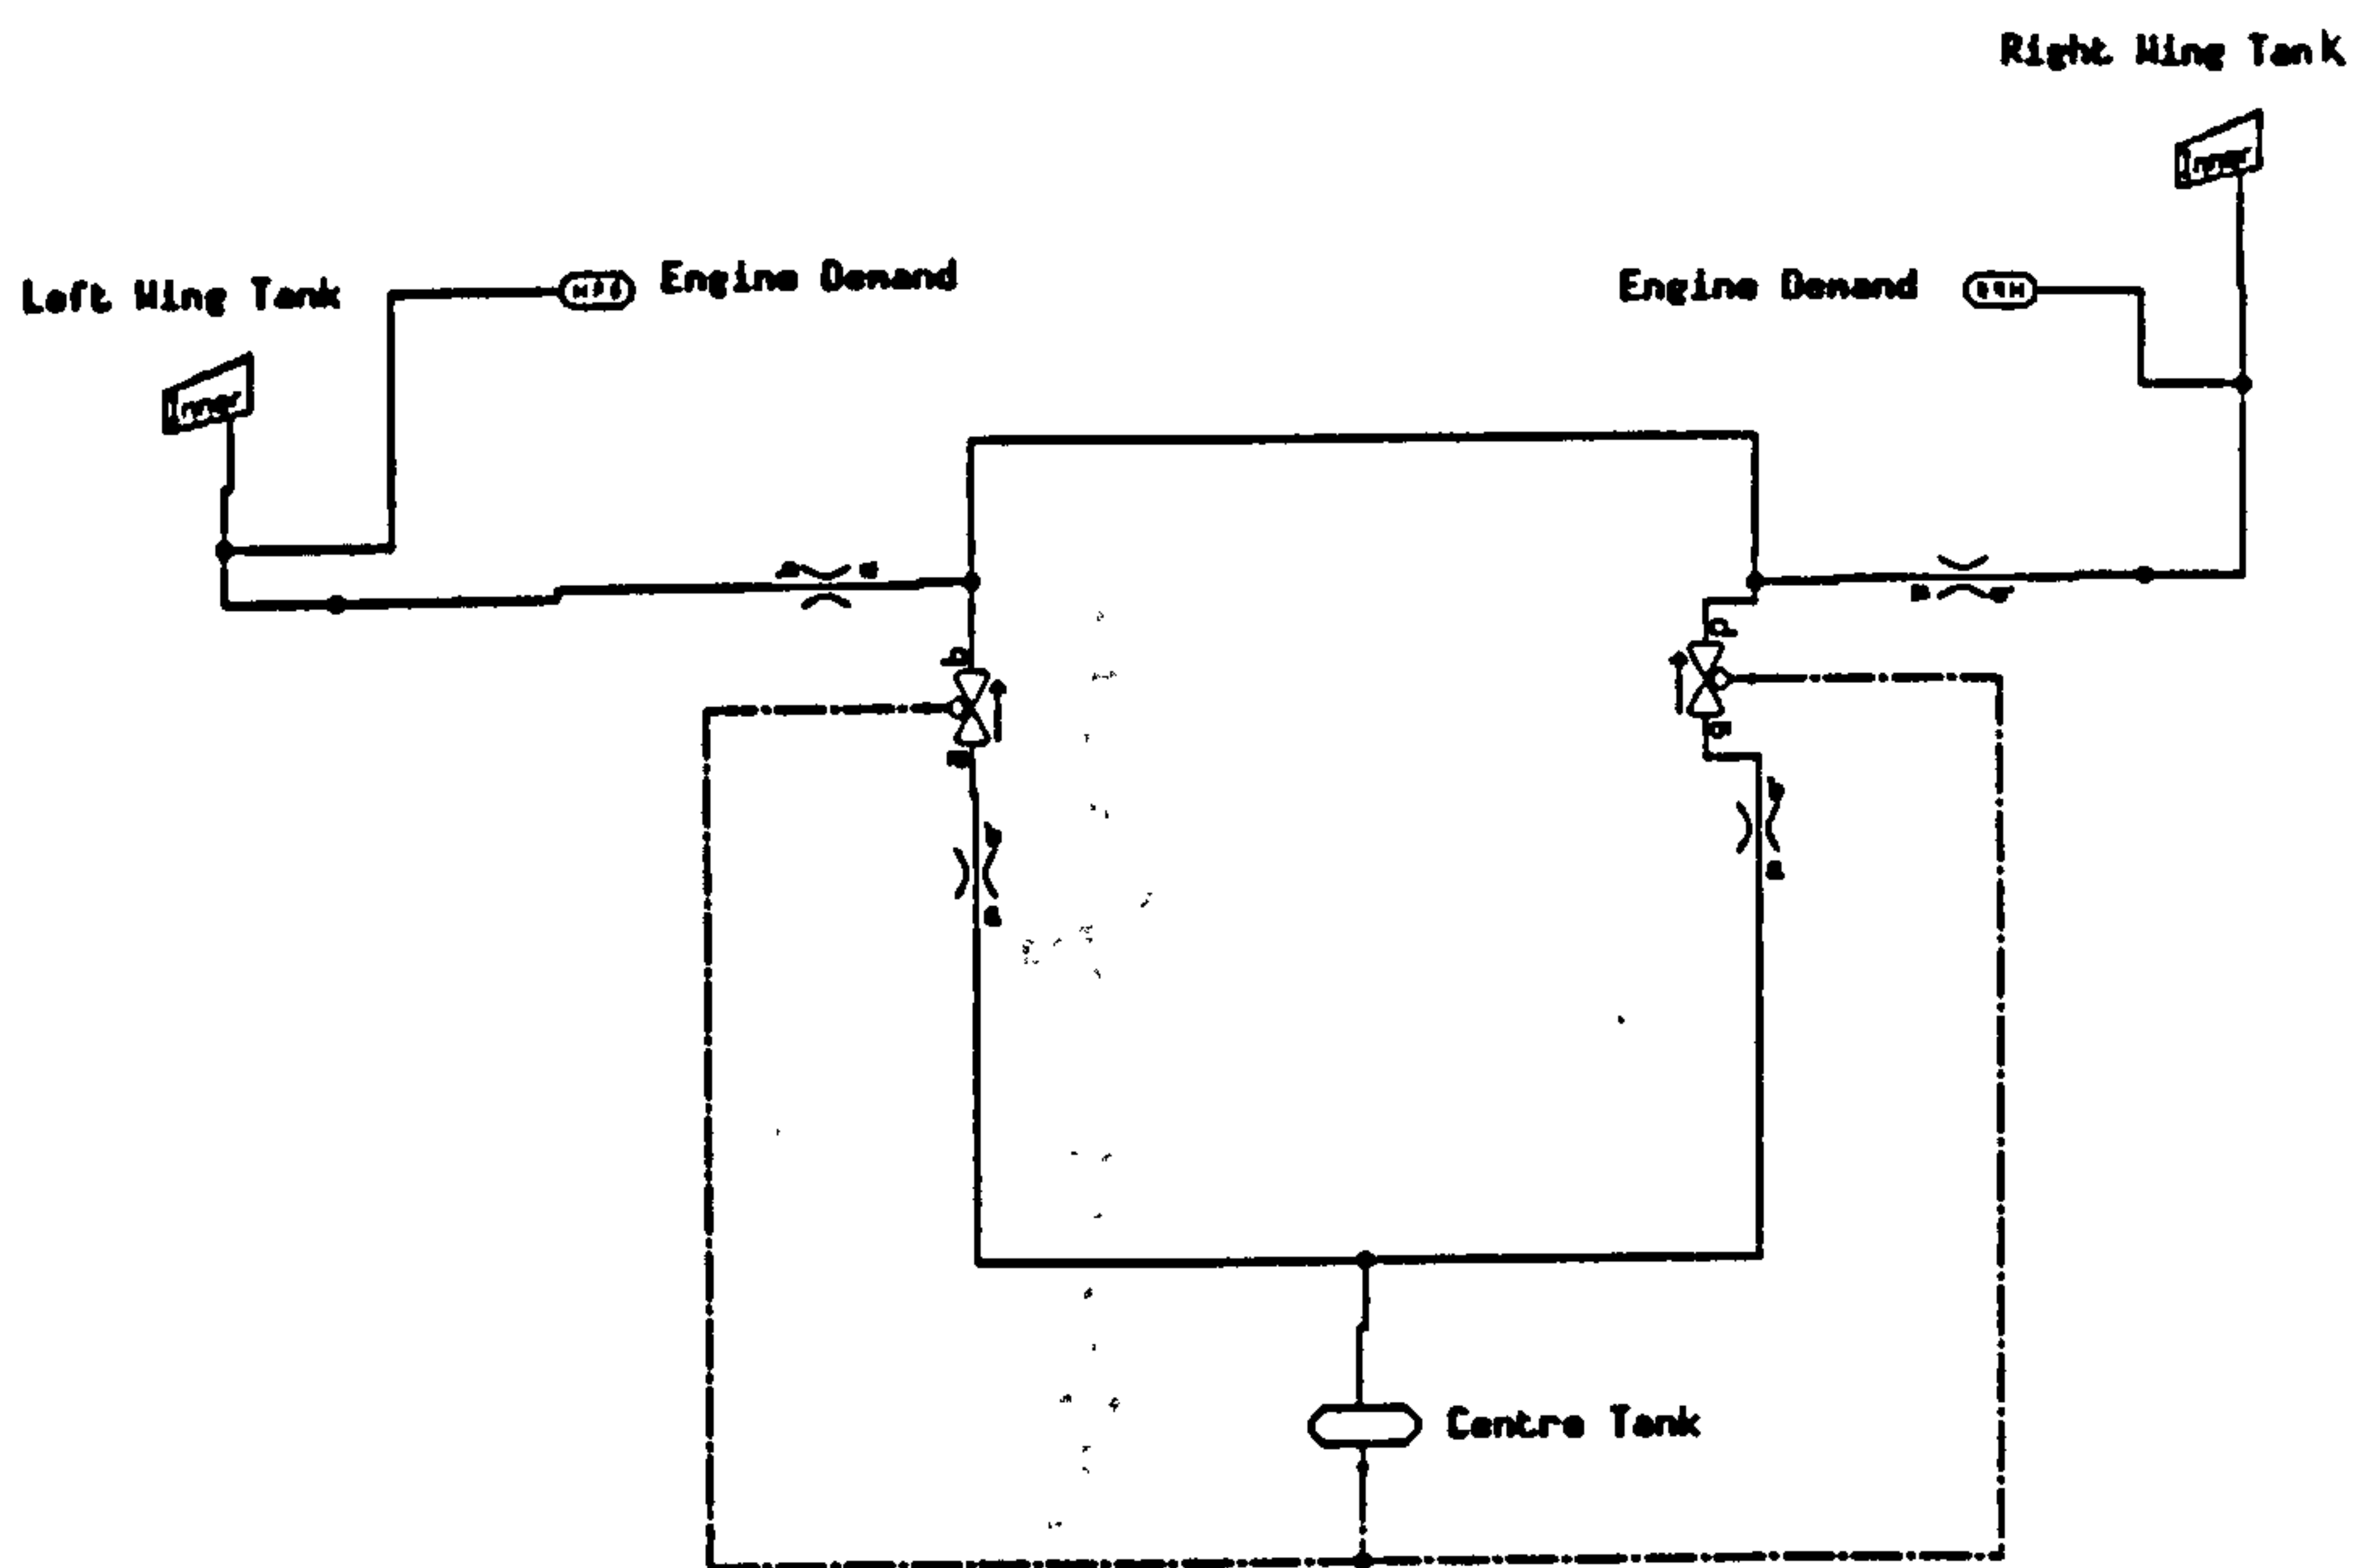 Right Wing Tank
Left Wing Tank
Engine Demand
Engine Demand
b
a
Centre Tank